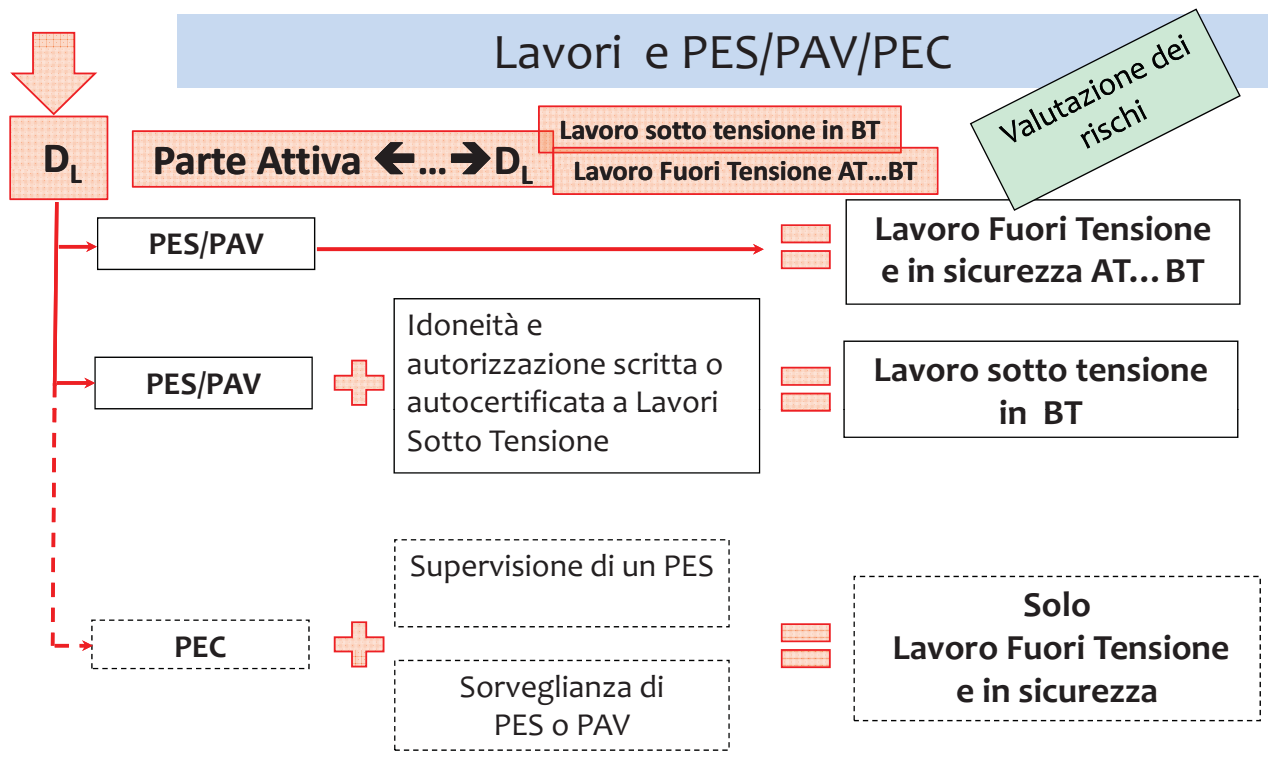 Lavori e PES/PAV/PEC
Valutazione dei
rischi
DL
Parte Attiva 🡸...🡺DL
Lavoro sotto tensione in BT
Lavoro Fuori Tensione AT...BT
PES/PAV
Lavoro Fuori Tensione
e in sicurezza AT...BT
PES/PAV
Idoneità e
autorizzazione scritta o
autocertificata a Lavori
Sotto Tensione
Lavoro sotto tensione
in BT
PEC
Supervisione di un PES
Sorveglianza di
PES o PAV
Solo
Lavoro Fuori Tensione
e in sicurezza